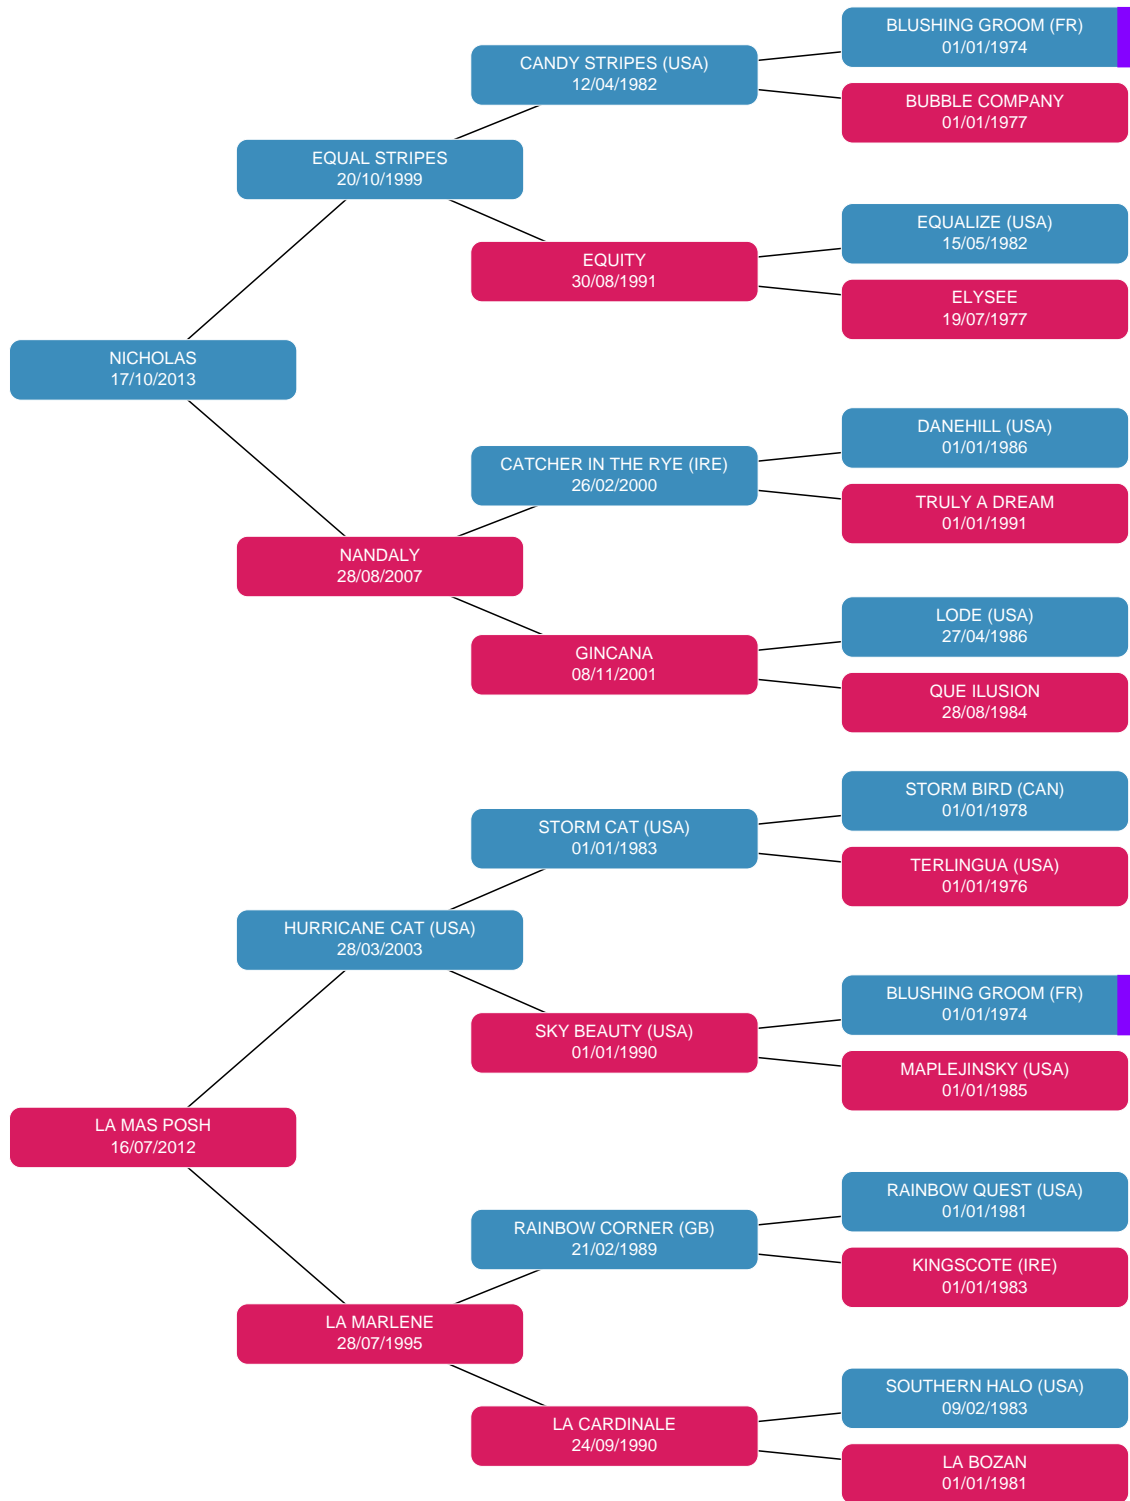 BLUSHING GROOM (FR)
01/01/1974
CANDY STRIPES (USA)
12/04/1982
BUBBLE COMPANY
01/01/1977
EQUAL STRIPES
20/10/1999
EQUALIZE (USA)
15/05/1982
EQUITY
30/08/1991
ELYSEE
19/07/1977
NICHOLAS
17/10/2013
DANEHILL (USA)
01/01/1986
CATCHER IN THE RYE (IRE)
26/02/2000
TRULY A DREAM
01/01/1991
NANDALY
28/08/2007
LODE (USA)
27/04/1986
GINCANA
08/11/2001
QUE ILUSION
28/08/1984
STORM BIRD (CAN)
01/01/1978
STORM CAT (USA)
01/01/1983
TERLINGUA (USA)
01/01/1976
HURRICANE CAT (USA)
28/03/2003
BLUSHING GROOM (FR)
01/01/1974
SKY BEAUTY (USA)
01/01/1990
MAPLEJINSKY (USA)
01/01/1985
LA MAS POSH
16/07/2012
RAINBOW QUEST (USA)
01/01/1981
RAINBOW CORNER (GB)
21/02/1989
KINGSCOTE (IRE)
01/01/1983
LA MARLENE
28/07/1995
SOUTHERN HALO (USA)
09/02/1983
LA CARDINALE
24/09/1990
LA BOZAN
01/01/1981